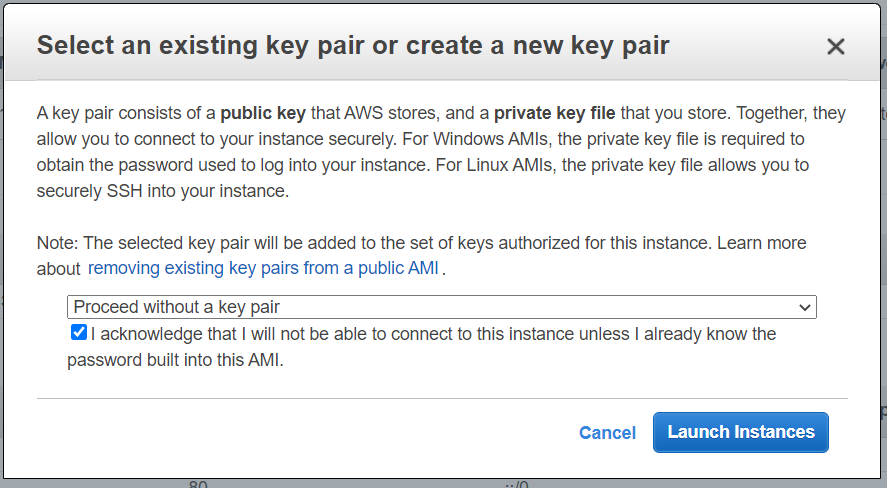 Select an existing key pair or create a new key pair
A key pair consists of a public key that AWS stores, and a private key file that you store. Together, they
allow you to connect to your instance securely. For Windows AMIs, the private key file is required to
obtain the password used to log into your instance. For Linux AMIs, the private key file allows you to
securely SSH into your instance.
Note: The selected key pair will be added to the set of keys authorized for this instance. Learn more
about removing existing key pairs from a public AMI .
Proceed without a key pair
I acknowledge that I will not be able to connect to this instance unless I already know the
password built into this AMI.
Cancel Launch Instances
80 ::/0